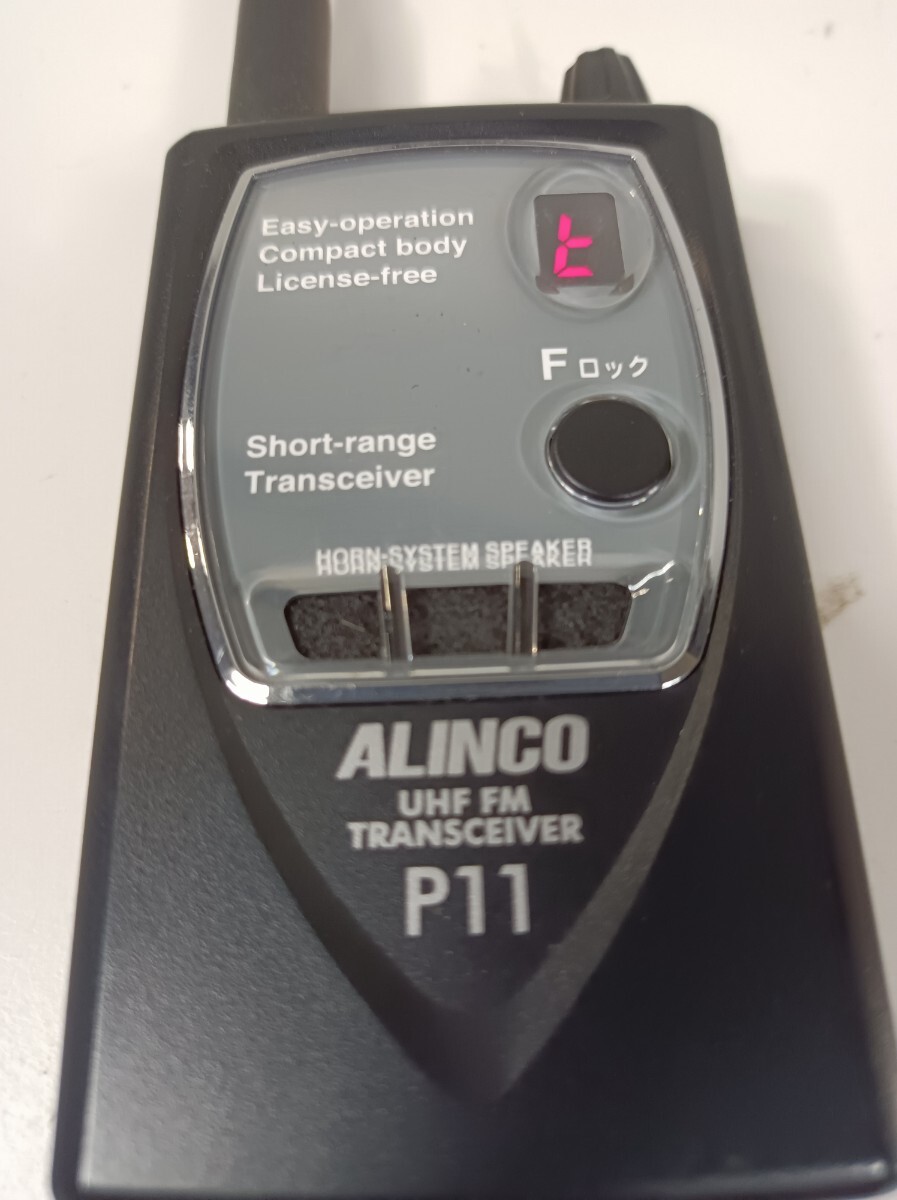 Easy-operation
Compact body
License-free
t
F ロック
Short-range
Transceiver
HORN-SYSTEM SPEAKER
ALINCO
UHF FM
TRANSCEIVER
P11